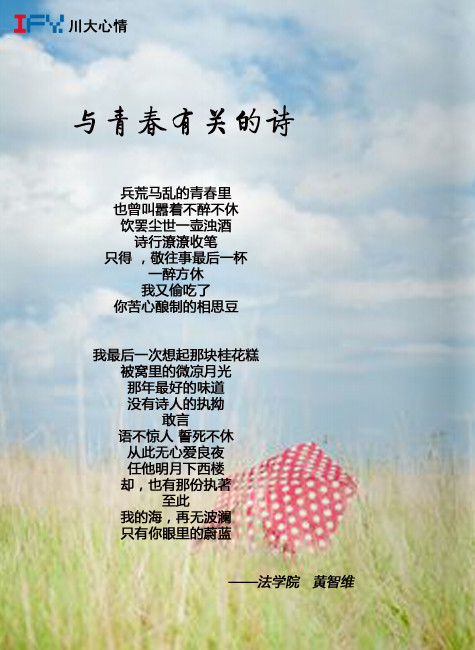 IFY 川大心情
与青春有关的诗
兵荒马乱的青春里
也曾叫嚣着不醉不休
饮罢尘世一壶浊酒
诗行潦潦收笔
只得 ，敬往事最后一杯
一醉方休
我又偷吃了
你苦心酿制的相思豆
我最后一次想起那块桂花糕
被窝里的微凉月光
那年最好的味道
没有诗人的执拗
敢言
语不惊人 誓死不休
从此无心爱良夜
任他明月下西楼
却，也有那份执著
至此
我的海，再无波澜
只有你眼里的蔚蓝
——法学院 黄智维